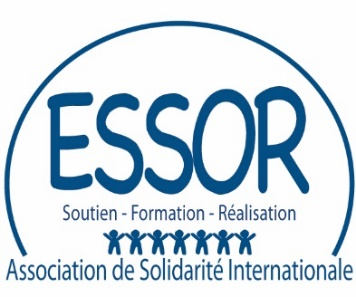 ESSOR
Soutien - Formation - Réalisation
Association de Solidarité Internationale